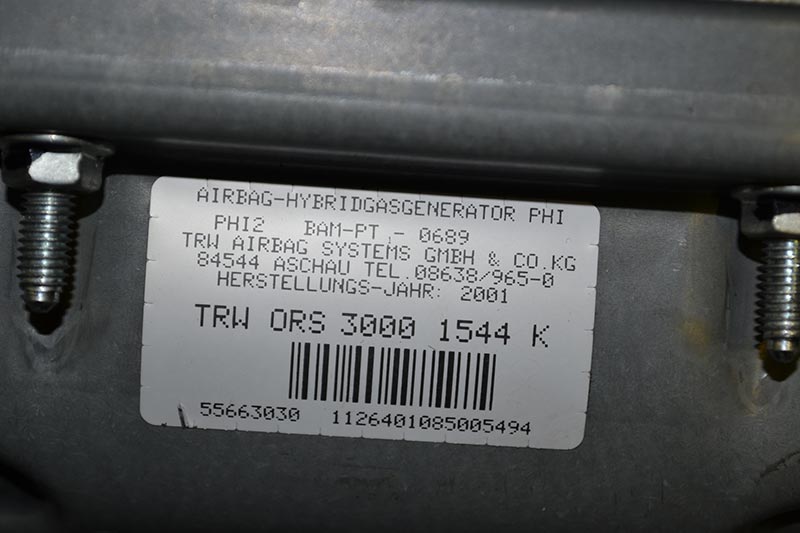 AIRBAG-HYBRIDGASGENERATOR PHI
PHI2 BAM-PT - 0689
TRW AIRBAG SYSTEMS GMBH & CO.KG
84544 ASCHAU TEL.08638/965-0
HERSTELLUNGS-JAHR: 2001
TRW ORS 3000 1544 K
55663030 1126401085005494